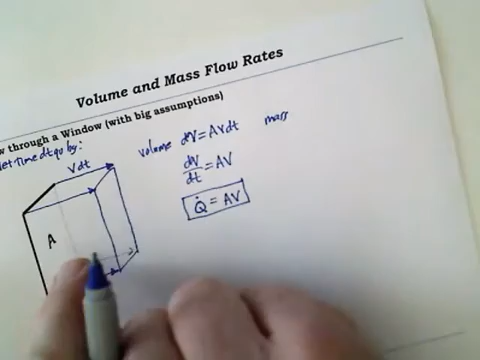 Volume and Mass Flow Rates
through a Window (with big assumptions)
Let time dt go by:
Vdt
A
volume dV = AVdt
dV/dt = AV
Q̇ = AV
mass